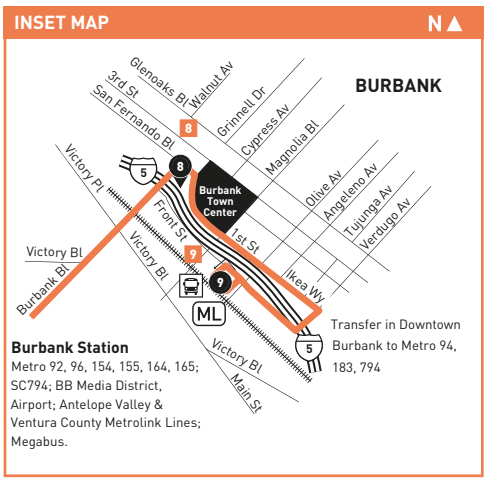 INSET MAP
N
BURBANK
Glenoaks Bl
Walnut Av
3rd St
Grinnell Dr
San Fernando Bl
Cypress Av
Magnolia Bl
8
8
5
Burbank
Town
Center
Olive Av
Angeleno Av
Tujunga Av
Verdugo Av
Victory Pl
Front St
1st St
Victory Bl
Victory Bl
9
9
Ikea Wy
Burbank Bl
ML
5
Transfer in Downtown
Burbank to Metro 94,
183, 794
Victory Bl
Main St
Burbank Station
Metro 92, 96, 154, 155, 164, 165;
SC794; BB Media District,
Airport; Antelope Valley &
Ventura County Metrolink Lines;
Megabus.